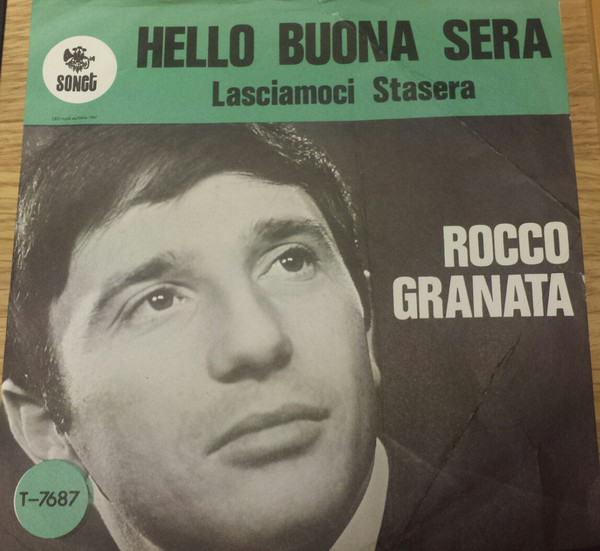 HELLO BUONA SERA
Lasciamoci Stasera
sonet
ROCCO
GRANATA
T-7687